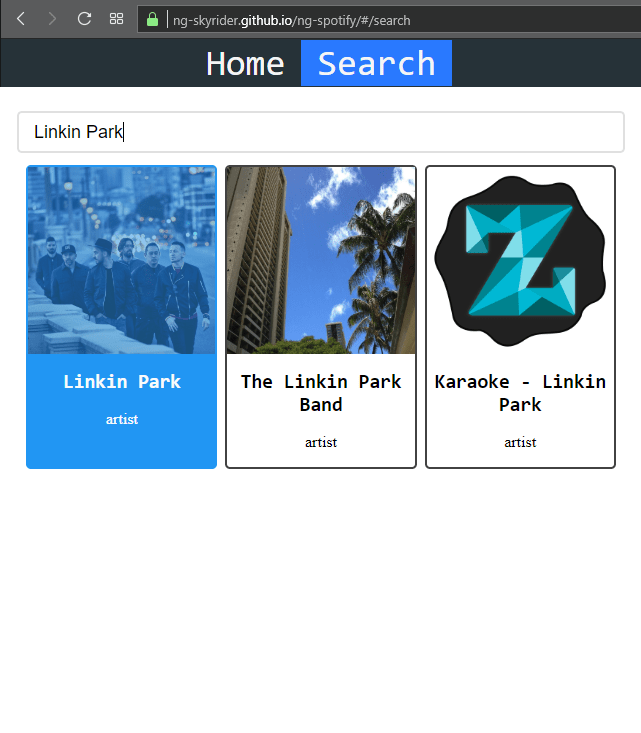 ng-skyrider.github.io/ng-spotify/#/search
Home Search
Linkin Park
Linkin Park
artist
The Linkin Park
Band
artist
Karaoke - Linkin
Park
artist